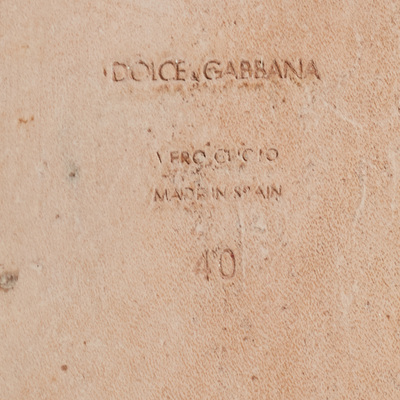 DOLCE & GABBANA
VERO CUOIO
MADE IN SPAIN
40